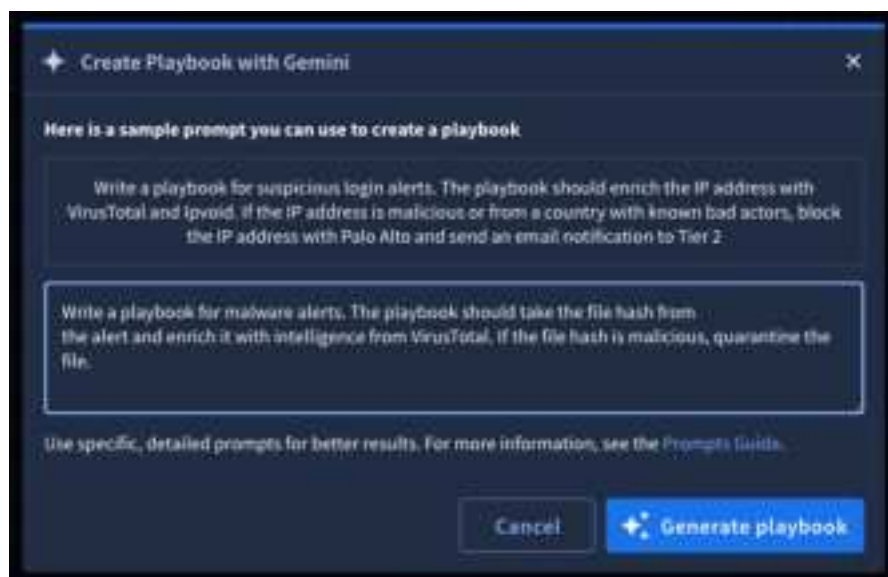 Create Playbook with Gemini
Here is a sample prompt you can use to create a playbook
Write a playbook for suspicious login alerts. The playbook should enrich the IP address with
VirusTotal and Ipvoid. If the IP address is malicious or from a country with known bad actors, block
the IP address with Palo Alto and send an email notification to Tier 2
Write a playbook for malware alerts. The playbook should take the file hash from
the alert and enrich it with intelligence from VirusTotal. If the file hash is malicious, quarantine the
file.
Use specific, detailed prompts for better results. For more information, see the Prompts Guide.
Cancel
Generate playbook